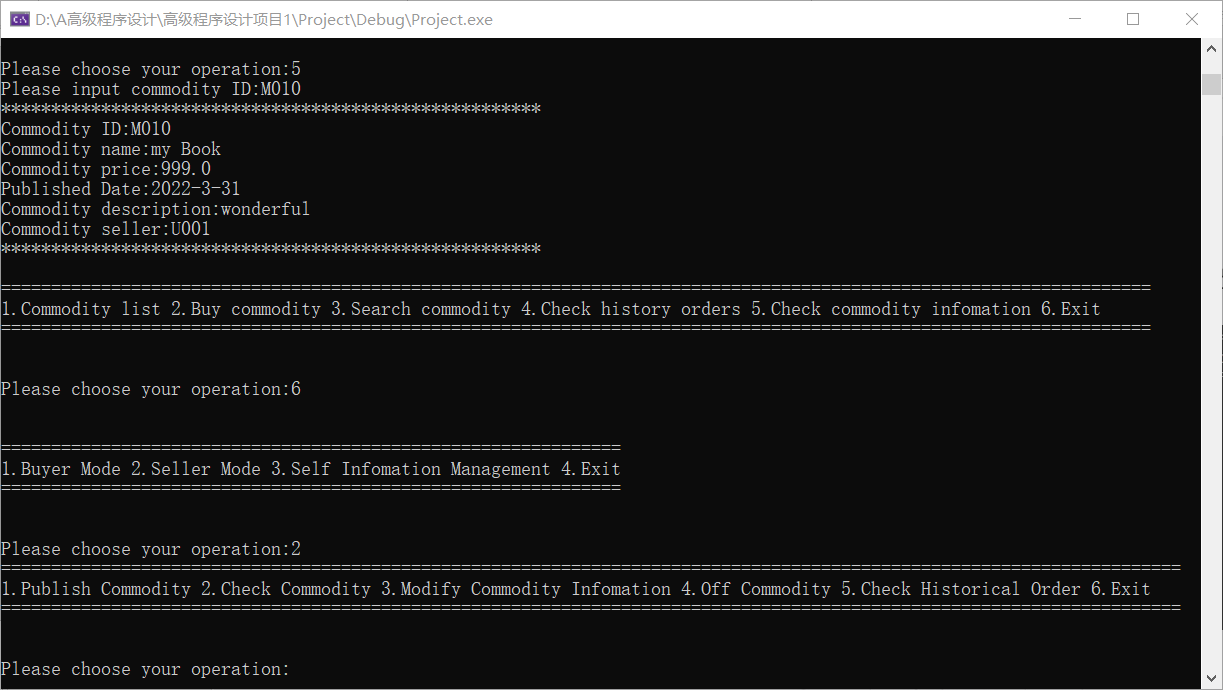 D:\A高级程序设计\高级程序设计项目1\Project\Debug\Project.exe
Please choose your operation:5
Please input commodity ID:M010
******************************************************
Commodity ID:M010
Commodity name:my Book
Commodity price:999.0
Published Date:2022-3-31
Commodity description:wonderful
Commodity seller:U001
******************************************************
===================================================================================================================
1.Commodity list 2.Buy commodity 3.Search commodity 4.Check history orders 5.Check commodity infomation 6.Exit
===================================================================================================================
Please choose your operation:6
==============================================================
1.Buyer Mode 2.Seller Mode 3.Self Infomation Management 4.Exit
==============================================================
Please choose your operation:2
======================================================================================================================
1.Publish Commodity 2.Check Commodity 3.Modify Commodity Infomation 4.Off Commodity 5.Check Historical Order 6.Exit
======================================================================================================================
Please choose your operation: